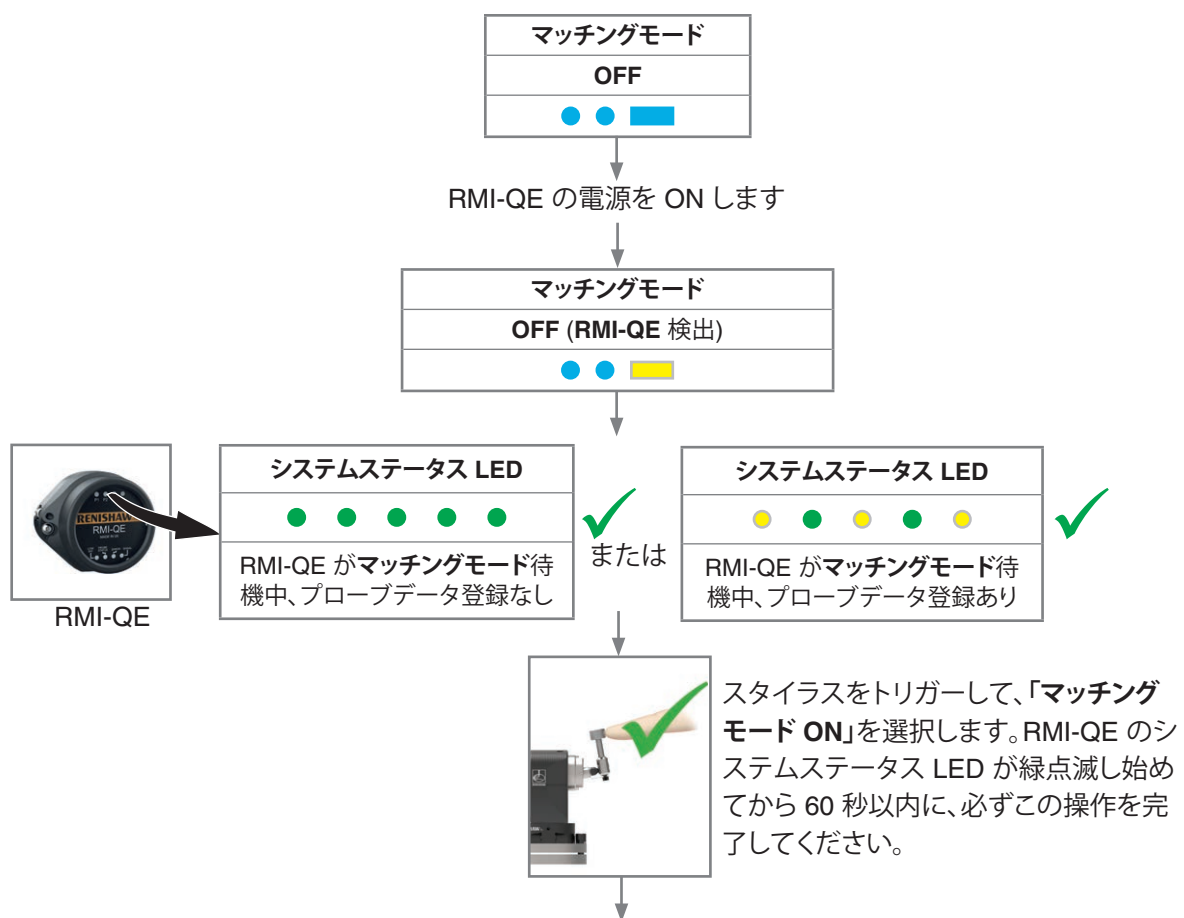 マッチングモード
OFF
RMI-QE の電源を ON します
マッチングモード
OFF (RMI-QE 検出)
システムステータス LED
RMI-QE がマッチングモード待
機中、プローブデータ登録なし
または
システムステータス LED
RMI-QE がマッチングモード待
機中、プローブデータ登録あり
RENISHAW
RMI-QE
RMI-QE
スタイラスをトリガーして、「マッチング
モード ON」を選択します。RMI-QE のシ
ステムステータス LED が緑点滅し始め
てから 60 秒以内に、必ずこの操作を完
了してください。